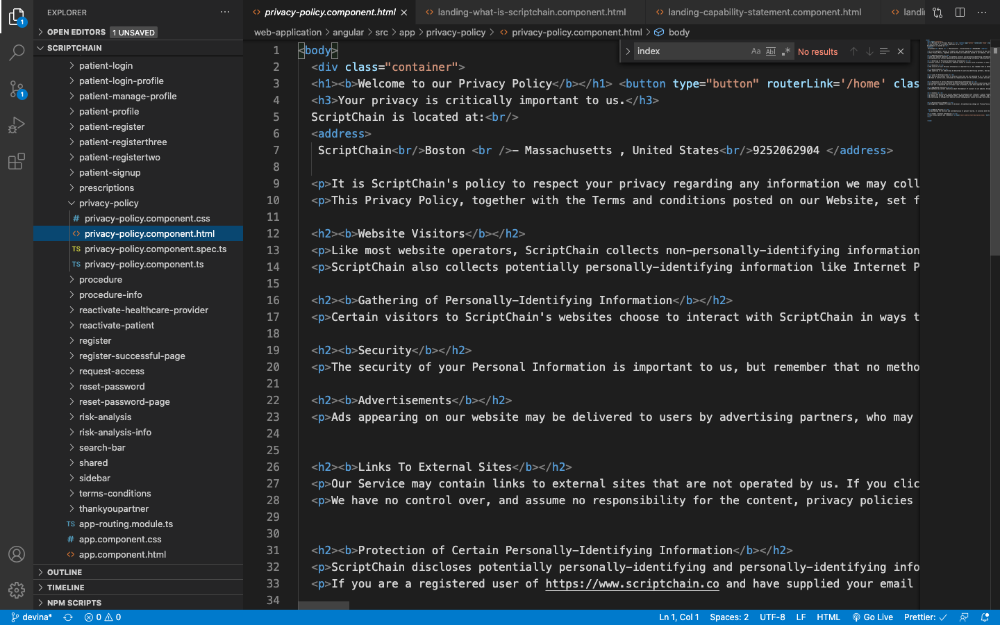 EXPLORER
OPEN EDITORS 1 UNSAVED
SCRIPTCHAIN
patient-login
patient-login-profile
patient-manage-profile
patient-profile
patient-register
patient-registerthree
patient-registertwo
patient-signup
prescriptions
privacy-policy
# privacy-policy.component.css
<> privacy-policy.component.html
TS privacy-policy.component.spec.ts
TS privacy-policy.component.ts
procedure
procedure-info
reactivate-healthcare-provider
reactivate-patient
register
register-successful-page
request-access
reset-password
reset-password-page
risk-analysis
risk-analysis-info
search-bar
shared
sidebar
terms-conditions
thankyoupartner
TS app-routing.module.ts
# app.component.css
<> app.component.html
OUTLINE
TIMELINE
NPM SCRIPTS
1
1
<> privacy-policy.component.html
<> landing-what-is-scriptchain.component.html
<> landing-capability-statement.component.html
<> landi
web-application > angular > src > app > privacy-policy > <> privacy-policy.component.html > body
index Aa Abl .* No results
1 <body>
2 <div class="container">
3 <h1><b>Welcome to our Privacy Policy</b></h1> <button type="button" routerLink='/home' clas
4 <h3>Your privacy is critically important to us.</h3>
5 ScriptChain is located at:<br/>
6 <address>
7 ScriptChain<br/>Boston <br />- Massachusetts , United States<br/>9252062904 </address>
8
9 <p>It is ScriptChain's policy to respect your privacy regarding any information we may coll
10 <p>This Privacy Policy, together with the Terms and conditions posted on our Website, set f
11
12 <h2><b>Website Visitors</b></h2>
13 <p>Like most website operators, ScriptChain collects non-personally-identifying information
14 <p>ScriptChain also collects potentially personally-identifying information like Internet P
15
16 <h2><b>Gathering of Personally-Identifying Information</b></h2>
17 <p>Certain visitors to ScriptChain's websites choose to interact with ScriptChain in ways t
18
19 <h2><b>Security</b></h2>
20 <p>The security of your Personal Information is important to us, but remember that no metho
21
22 <h2><b>Advertisements</b></h2>
23 <p>Ads appearing on our website may be delivered to users by advertising partners, who may
24
25
26 <h2><b>Links To External Sites</b></h2>
27 <p>Our Service may contain links to external sites that are not operated by us. If you clic
28 <p>We have no control over, and assume no responsibility for the content, privacy policies
29
30
31 <h2><b>Protection of Certain Personally-Identifying Information</b></h2>
32 <p>ScriptChain discloses potentially personally-identifying and personally-identifying info
33 <p>If you are a registered user of https://www.scriptchain.co and have supplied your email
34
devina* 0 0 Ln 1, Col 1 Spaces: 2 UTF-8 LF HTML Go Live Prettier: ✓